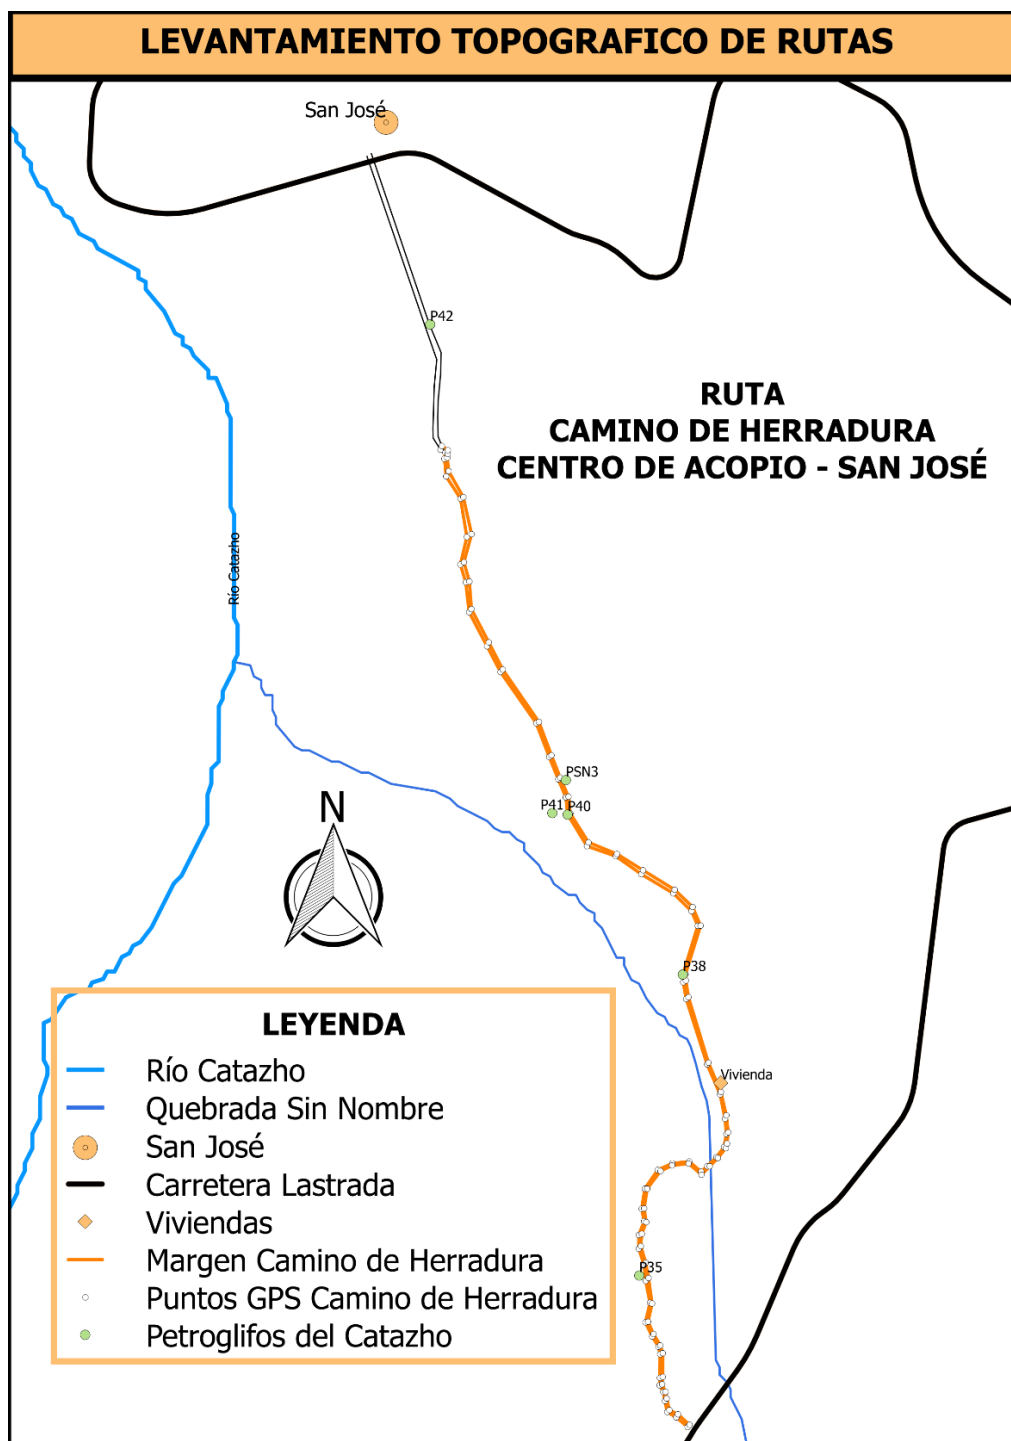 LEVANTAMIENTO TOPOGRAFICO DE RUTAS
San José
P42
RUTA
CAMINO DE HERRADURA
CENTRO DE ACOPIO - SAN JOSÉ
Río Catazho
PSN3
P41
P40
N
P38
Vivienda
P35
LEYENDA
Río Catazho
Quebrada Sin Nombre
San José
Carretera Lastrada
Viviendas
Margen Camino de Herradura
Puntos GPS Camino de Herradura
Petroglifos del Catazho